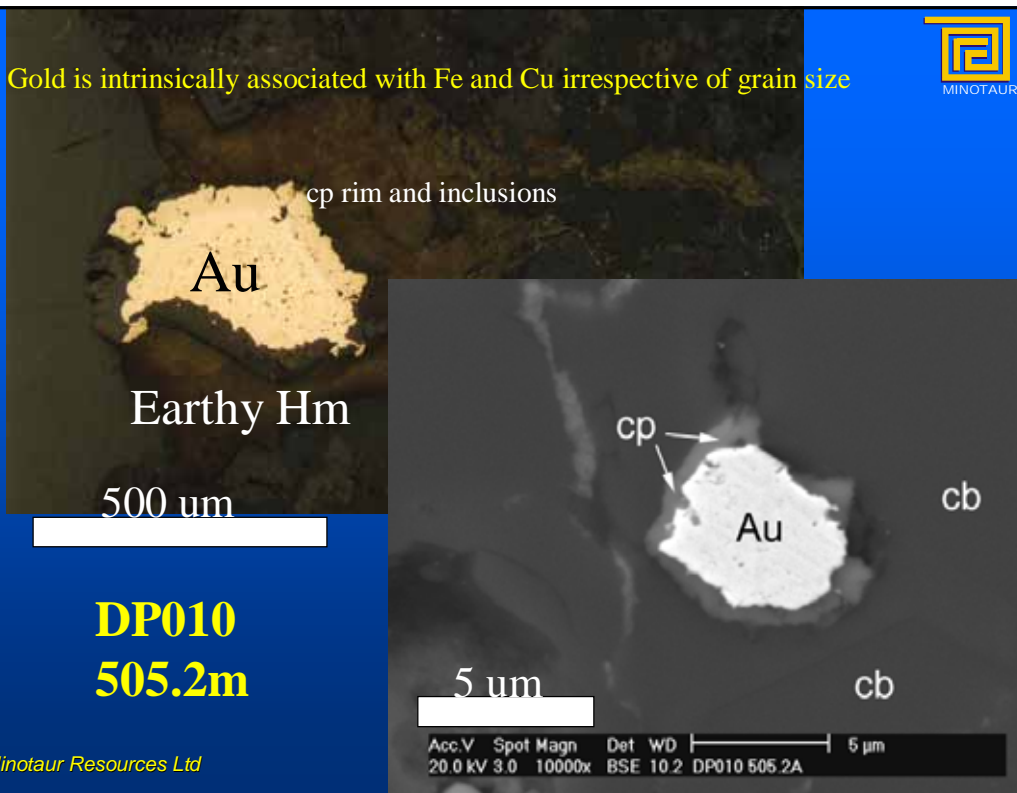 Gold is intrinsically associated with Fe and Cu irrespective of grain size
MINOTAUR
cp rim and inclusions
Au
Earthy Hm
500 um
DP010
505.2m
cp
Au
cb
cb
5 um
Acc.V Spot Magn Det WD 5 µm
20.0 kV 3.0 10000x BSE 10.2 DP010 505.2A
inotaur Resources Ltd